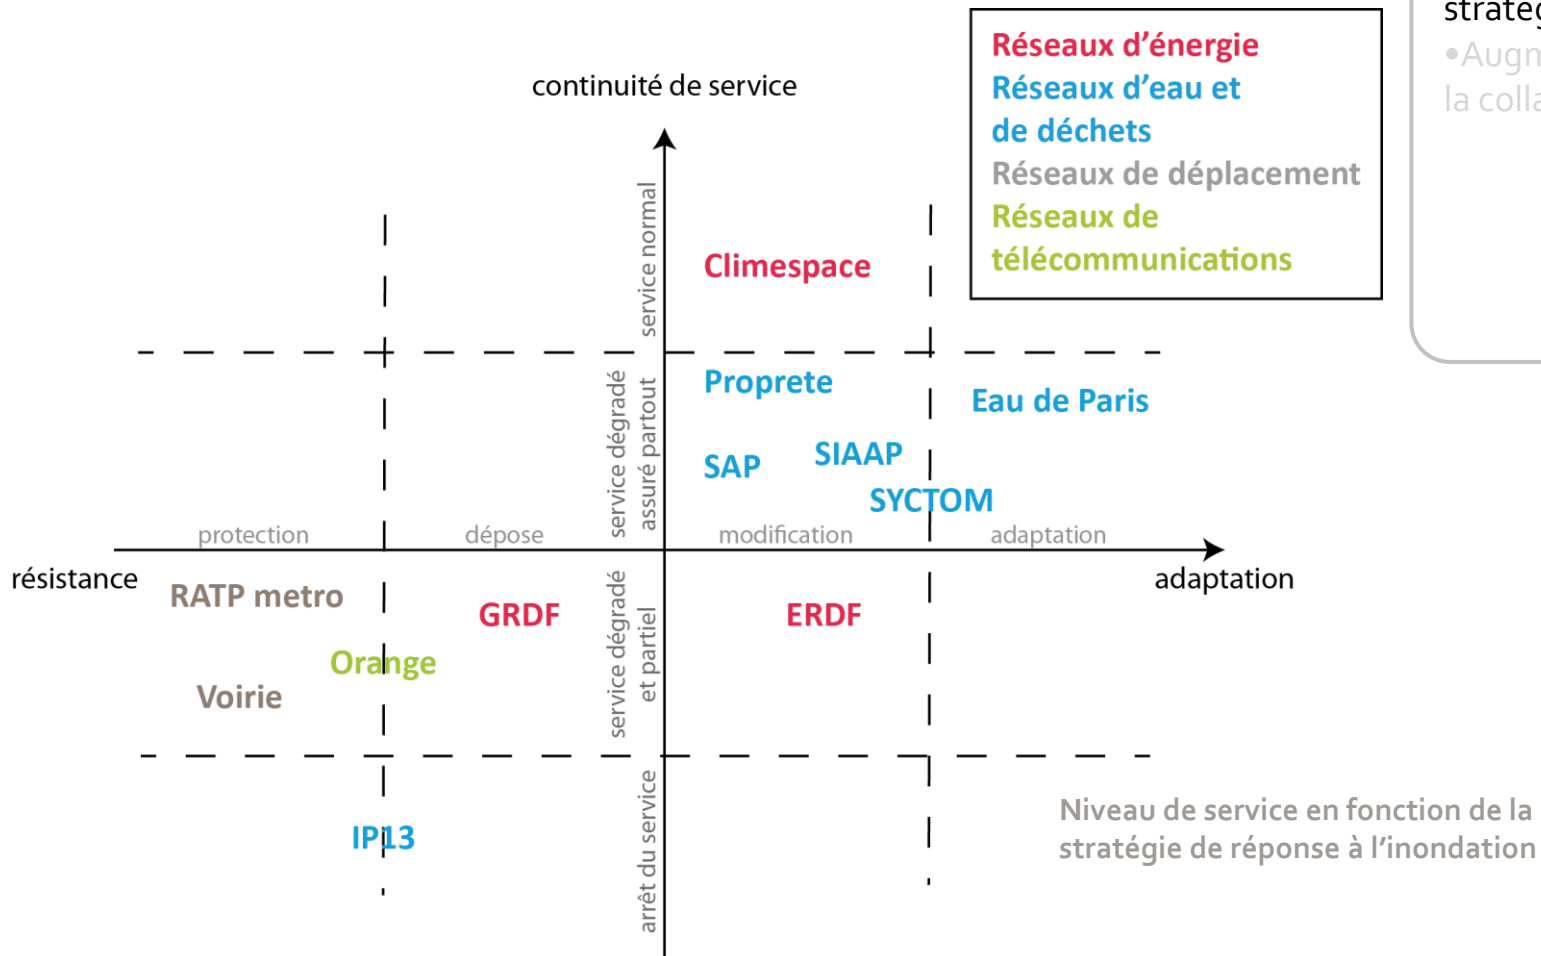 Réseaux d’énergie
Réseaux d’eau et
de déchets
Réseaux de déplacement
Réseaux de
télécommunications
•
la
continuité de service
service normal
Climespace
service dégradé
assuré partout
Proprete
Eau de Paris
SAP
SIAAP
SYCTOM
protection
dépose
modification
adaptation
résistance
adaptation
RATP metro
GRDF
ERDF
Orange
Voirie
service dégradé
et partiel
IP13
arrêt du service
Niveau de service en fonction de la
stratégie de réponse à l’inondation